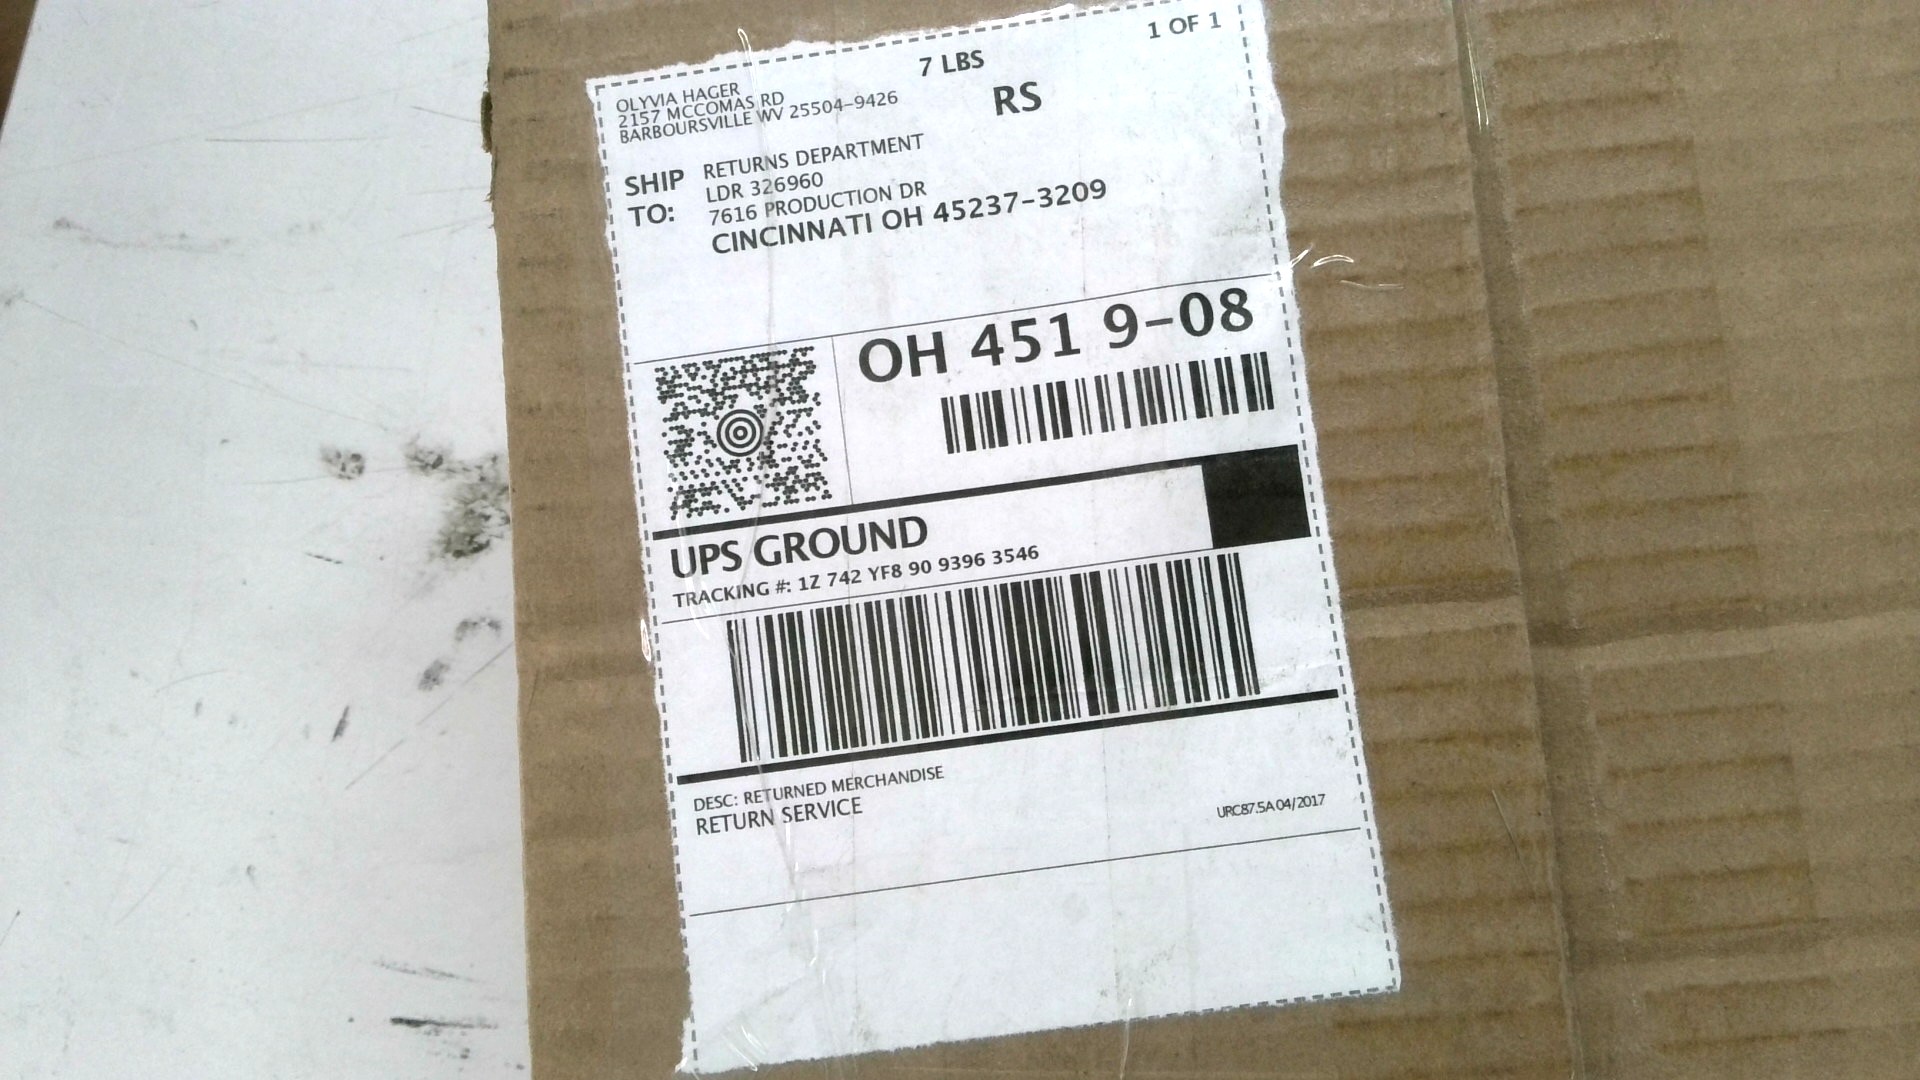 1 OF 1
7 LBS
RS
OLYVIA HAGER
2157 MCCOMAS RD
BARBOURSVILLE WV 25504-9426
SHIP TO:
RETURNS DEPARTMENT
LDR 326960
7616 PRODUCTION DR
CINCINNATI OH 45237-3209
OH 451 9-08
UPS GROUND
TRACKING #: 1Z 742 YF8 90 9396 3546
DESC: RETURNED MERCHANDISE
RETURN SERVICE
URC87.5A 04/2017